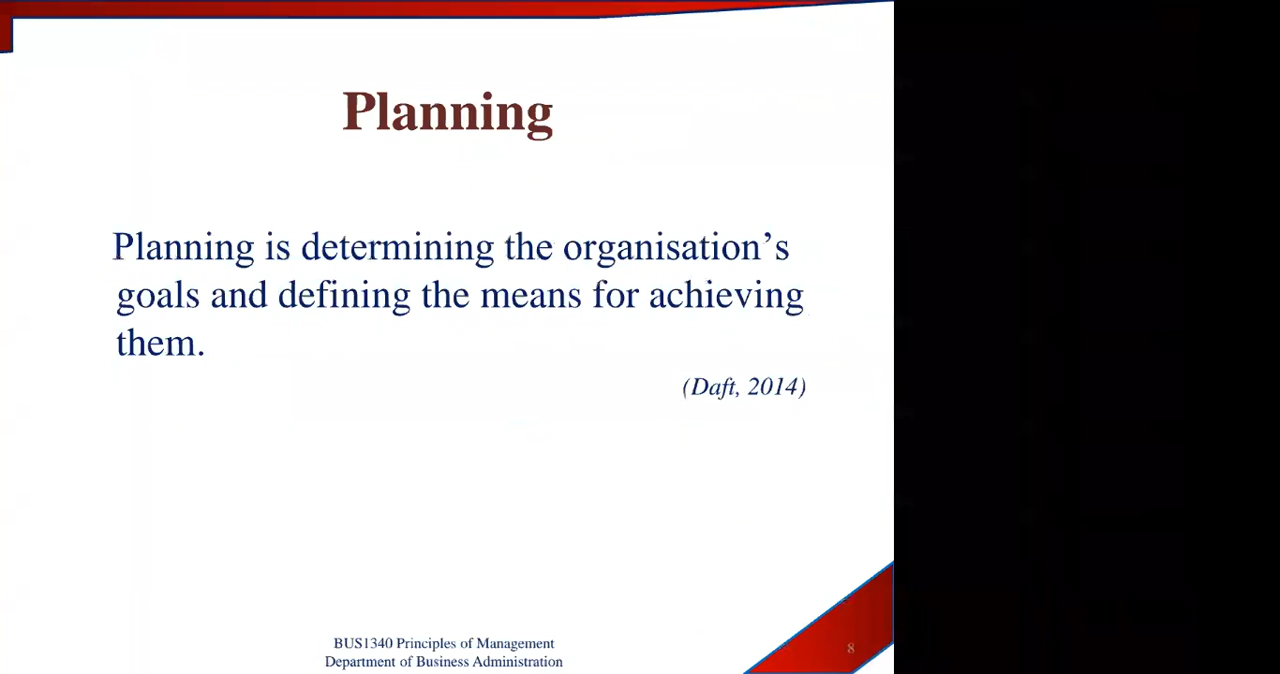 Planning
Planning is determining the organisation’s
goals and defining the means for achieving
them.
(Daft, 2014)
BUS1340 Principles of Management
Department of Business Administration
8